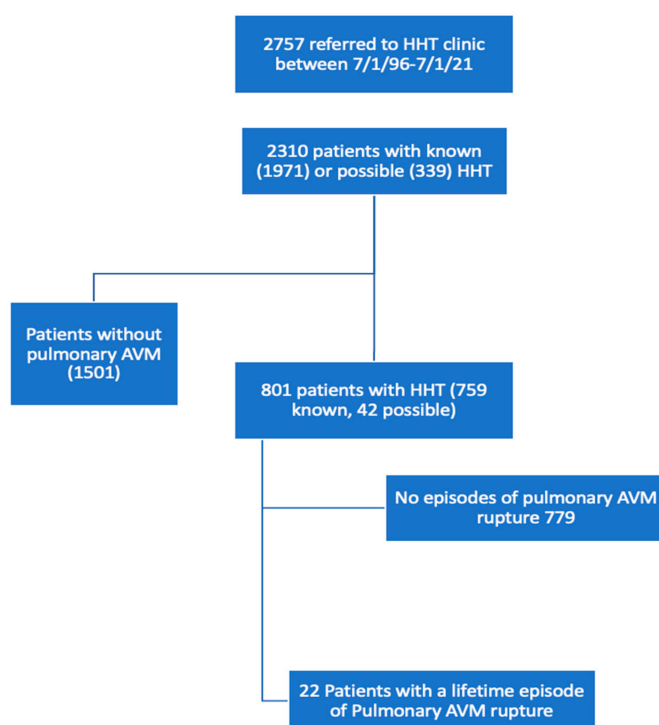 2757 referred to HHT clinic
between 7/1/96-7/1/21
2310 patients with known
(1971) or possible (339) HHT
Patients without
pulmonary AVM
(1501)
801 patients with HHT (759
known, 42 possible)
No episodes of pulmonary AVM
rupture 779
22 Patients with a lifetime episode
of Pulmonary AVM rupture